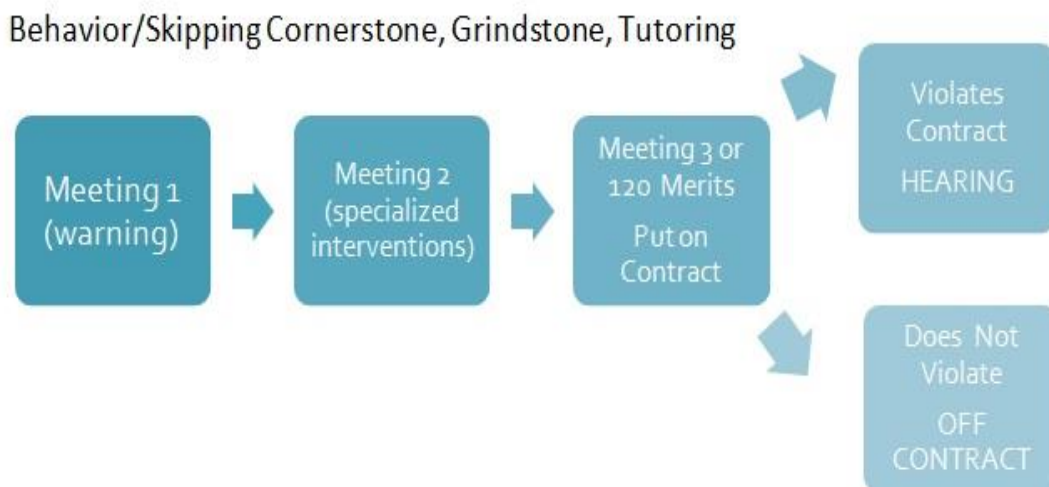 Behavior/Skipping Cornerstone, Grindstone, Tutoring
Meeting 1
(warning)
Meeting 2
(specialized
interventions)
Meeting 3 or
120 Merits
Put on
Contract
Violates
Contract
HEARING
Does Not
Violate
OFF
CONTRACT